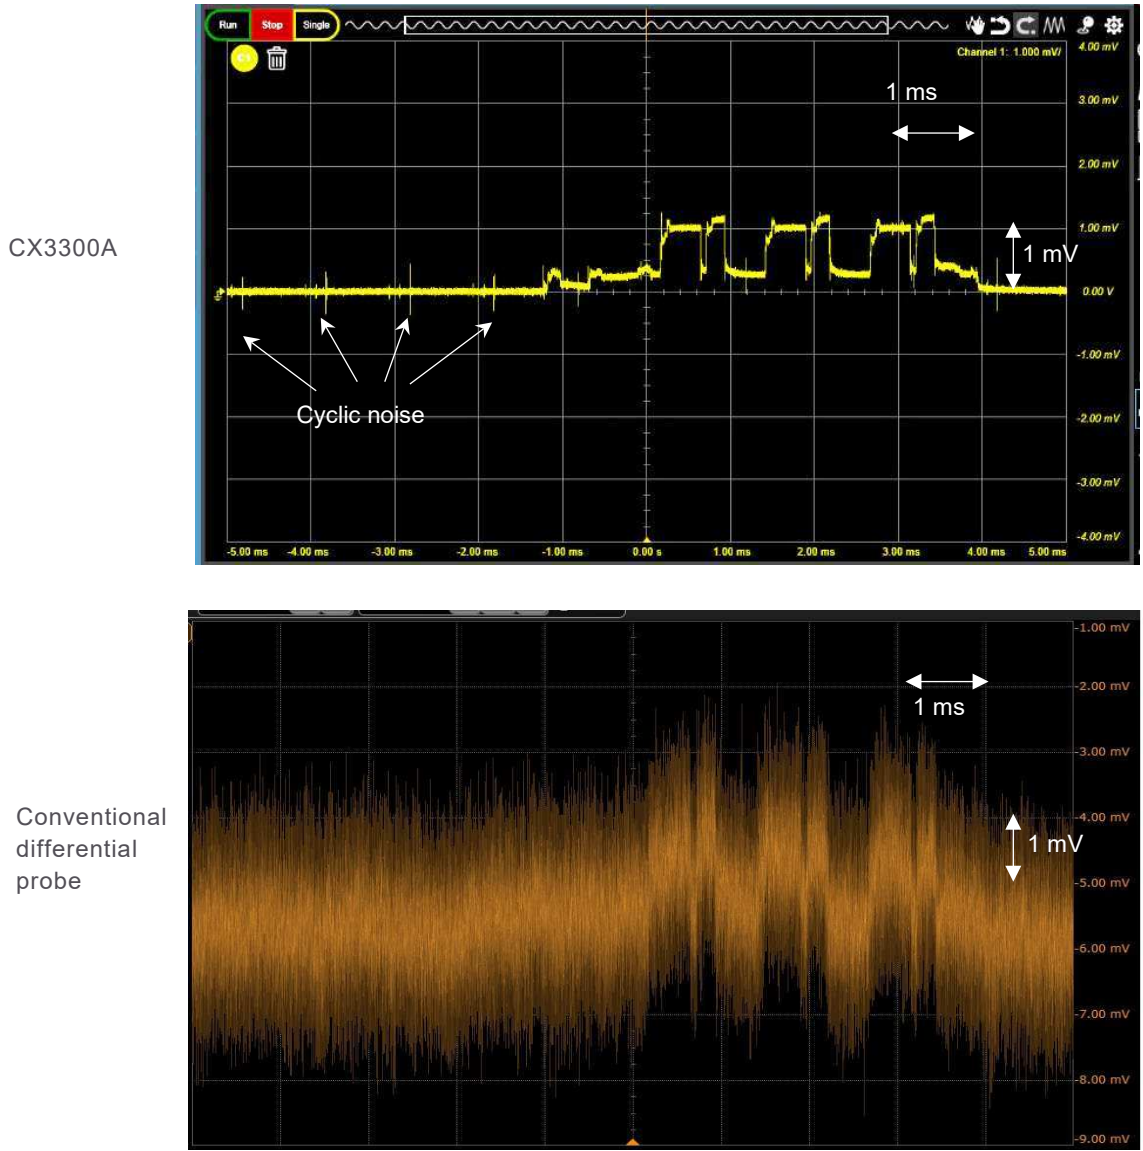 Run Stop Single
C1
Channel 1: 1.000 mV/
4.00 mV
1 ms
3.00 mV
2.00 mV
CX3300A
1.00 mV
1 mV
0.00 V
-1.00 mV
Cyclic noise
-2.00 mV
-3.00 mV
-4.00 mV
-5.00 ms -4.00 ms -3.00 ms -2.00 ms -1.00 ms 0.00 s 1.00 ms 2.00 ms 3.00 ms 4.00 ms 5.00 ms
-1.00 mV
-2.00 mV
1 ms
-3.00 mV
Conventional
differential
probe
-4.00 mV
1 mV
-5.00 mV
-6.00 mV
-7.00 mV
-8.00 mV
-9.00 mV